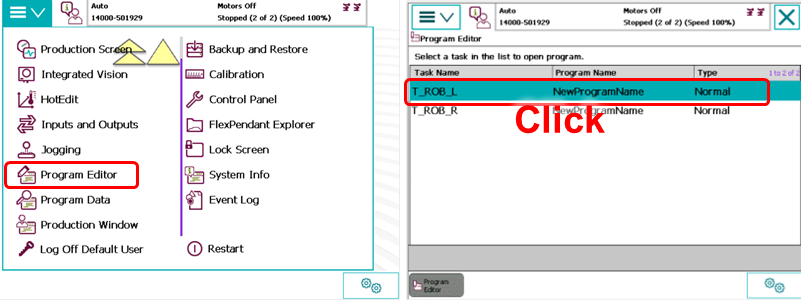 Auto
14000-501929
Motors Off
Stopped (2 of 2) (Speed 100%)
Production Screen
Backup and Restore
Integrated Vision
Calibration
HotEdit
Control Panel
Inputs and Outputs
FlexPendant Explorer
Jogging
Lock Screen
Program Editor
System Info
Program Data
Event Log
Production Window
Log Off Default User
Restart
Auto
14000-501929
Motors Off
Stopped (2 of 2) (Speed 100%)
Program Editor
Select a task in the list to open program.
Task Name Program Name Type 1 to 2 of 2
T_ROB_L NewProgramName Normal
T_ROB_R NewProgramName Normal
Click
Program
Editor